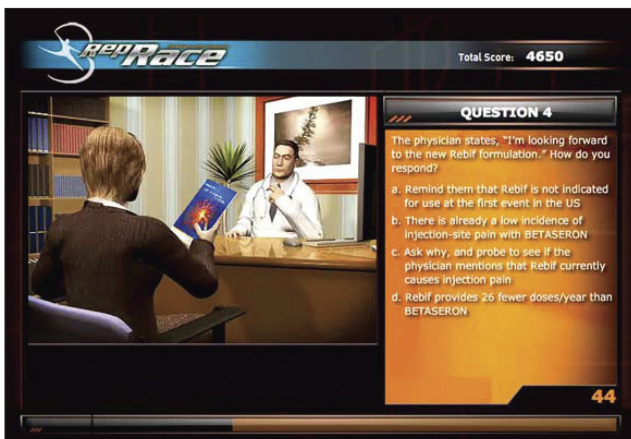 RepRace
Total Score: 4650
QUESTION 4
The physician states, "I'm looking forward
to the new Rebif formulation." How do you
respond?
a. Remind them that Rebif is not indicated
for use at the first event in the US
b. There is already a low incidence of
injection-site pain with BETASERON
c. Ask why, and probe to see if the
physician mentions that Rebif currently
causes injection pain
d. Rebif provides 26 fewer doses/year than
BETASERON
44